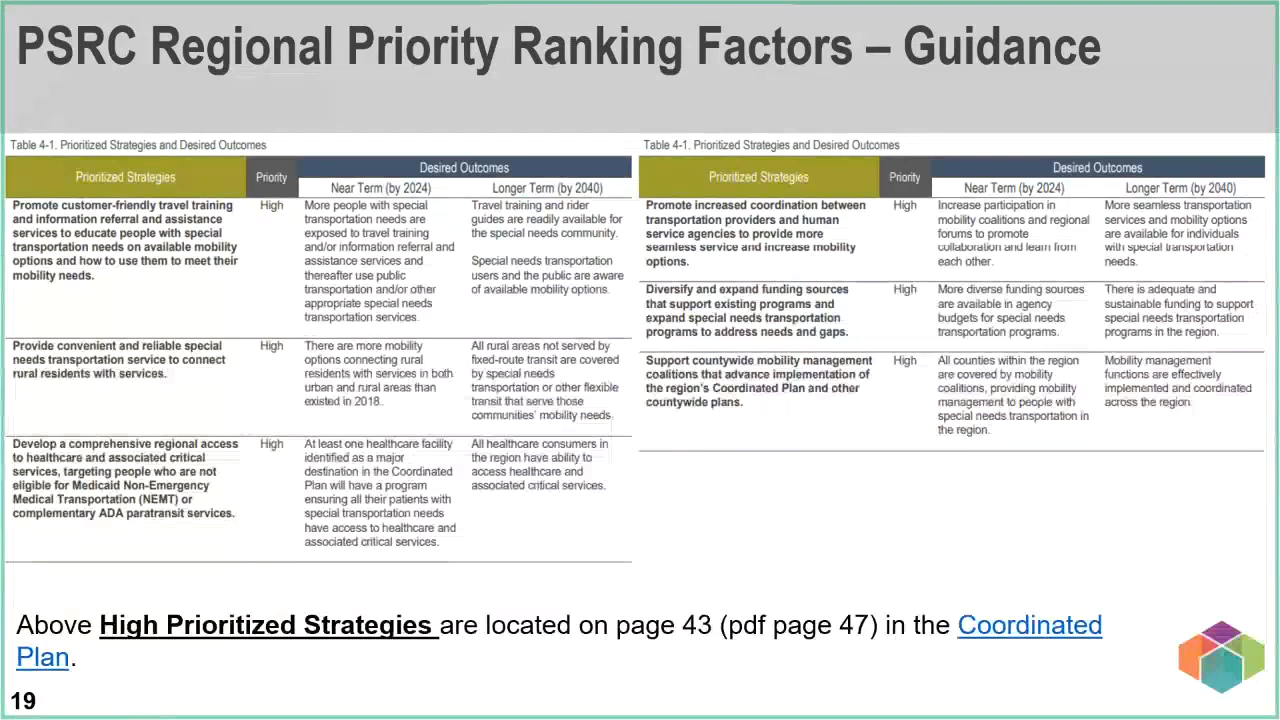 PSRC Regional Priority Ranking Factors – Guidance
Table 4-1. Prioritized Strategies and Desired Outcomes
Prioritized Strategies
Priority
Desired Outcomes
Near Term (by 2024)
Longer Term (by 2040)
Promote customer-friendly travel training
and information referral and assistance
services to educate people with special
transportation needs on available mobility
options and how to use them to meet their
mobility needs.
High
More people with special
transportation needs are
exposed to travel training
and/or information referral and
assistance services and
thereafter use public
transportation and/or other
appropriate special needs
transportation services.
Travel training and rider
guides are readily available for
the special needs community.
Special needs transportation
users and the public are aware
of available mobility options.
Provide convenient and reliable special
needs transportation service to connect
rural residents with services.
High
There are more mobility
options connecting rural
residents with services in both
urban and rural areas than
existed in 2018.
All rural areas not served by
fixed-route transit are covered
by special needs
transportation or other flexible
transit that serve those
communities' mobility needs.
Develop a comprehensive regional access
to healthcare and associated critical
services, targeting people who are not
eligible for Medicaid Non-Emergency
Medical Transportation (NEMT) or
complementary ADA paratransit services.
High
At least one healthcare facility
identified as a major
destination in the Coordinated
Plan will have a program
ensuring all their patients with
special transportation needs
have access to healthcare and
associated critical services.
All healthcare consumers in
the region have ability to
access healthcare and
associated critical services.
Table 4-1. Prioritized Strategies and Desired Outcomes
Prioritized Strategies
Priority
Desired Outcomes
Near Term (by 2024)
Longer Term (by 2040)
Promote increased coordination between
transportation providers and human
service agencies to provide more
seamless service and increase mobility
options.
High
Increase participation in
mobility coalitions and regional
forums to promote
collaboration and learn from
each other.
More seamless transportation
services and mobility options
are available for individuals
with special transportation
needs.
Diversify and expand funding sources
that support existing programs and
expand special needs transportation
programs to address needs and gaps.
High
More diverse funding sources
are available in agency
budgets for special needs
transportation programs.
There is adequate and
sustainable funding to support
special needs transportation
programs in the region.
Support countywide mobility management
coalitions that advance implementation of
the region's Coordinated Plan and other
countywide plans.
High
All counties within the region
are covered by mobility
coalitions, providing mobility
management to people with
special needs transportation in
the region.
Mobility management
functions are effectively
implemented and coordinated
across the region.
Above High Prioritized Strategies are located on page 43 (pdf page 47) in the Coordinated
Plan.
19